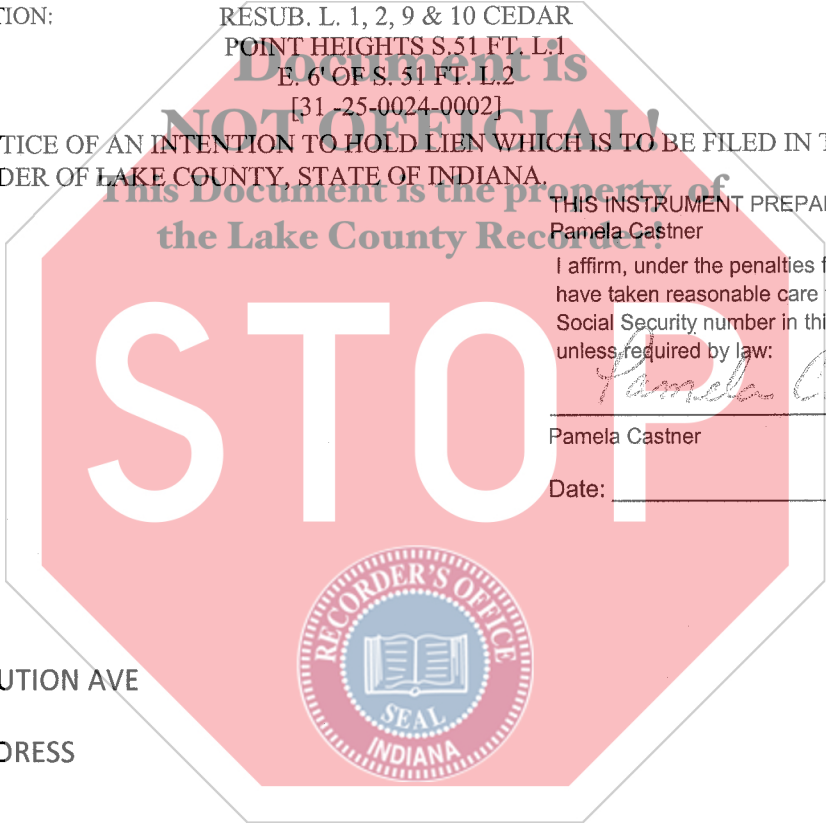 TION: RESUB. L. 1, 2, 9 & 10 CEDAR
POINT HEIGHTS S.51 FT. L.1
Document is
E. 6' OF S. 51 FT. L.2
[31 -25-0024-0002]
NOT OFFICIAL!
TICE OF AN INTENTION TO HOLD LIEN WHICH IS TO BE FILED IN T
DER OF LAKE COUNTY, STATE OF INDIANA.
This Document is the property of
the Lake County Recorder!
THIS INSTRUMENT PREPA
Pamela Castner
I affirm, under the penalties f
have taken reasonable care
Social Security number in thi
unless required by law:
Pamela C
Pamela Castner
Date:
STOP
RECORDER'S OFFICE
SEAL
INDIANA
UTION AVE
DRESS